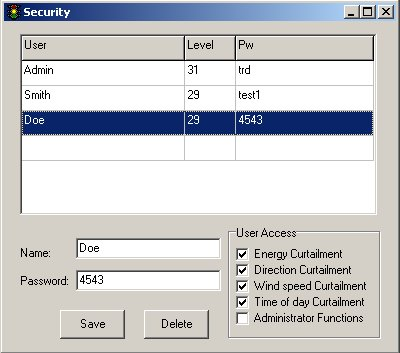 Security
User Level Pw
Admin 31 trd
Smith 29 test1
Doe 29 4543
Name: Doe
Password: 4543
Save Delete
User Access
Energy Curtailment
Direction Curtailment
Wind speed Curtailment
Time of day Curtailment
Administrator Functions